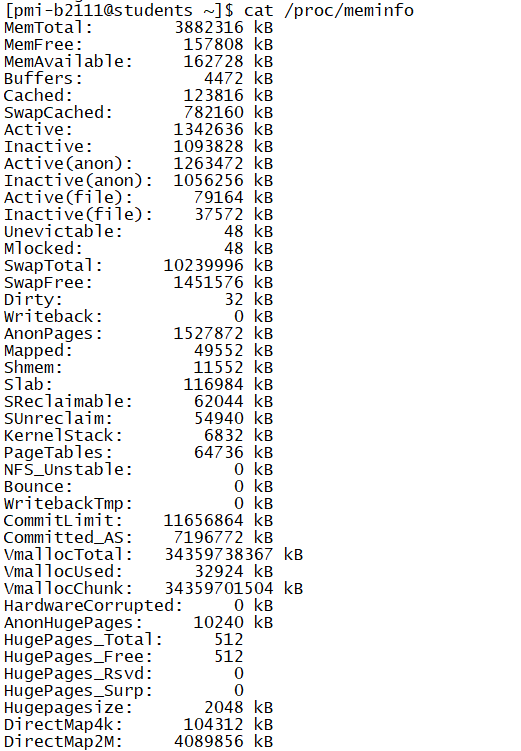 [pmi-b2111@students ~]$ cat /proc/meminfo
MemTotal:        3882316 kB
MemFree:          157808 kB
MemAvailable:     162728 kB
Buffers:            4472 kB
Cached:           123816 kB
SwapCached:       782160 kB
Active:          1342636 kB
Inactive:        1093828 kB
Active(anon):    1263472 kB
Inactive(anon):  1056256 kB
Active(file):      79164 kB
Inactive(file):    37572 kB
Unevictable:          48 kB
Mlocked:              48 kB
SwapTotal:      10239996 kB
SwapFree:        1451576 kB
Dirty:                32 kB
Writeback:             0 kB
AnonPages:       1527872 kB
Mapped:            49552 kB
Shmem:             11552 kB
Slab:             116984 kB
SReclaimable:      62044 kB
SUnreclaim:        54940 kB
KernelStack:        6832 kB
PageTables:        64736 kB
NFS_Unstable:          0 kB
Bounce:                0 kB
WritebackTmp:          0 kB
CommitLimit:    11656864 kB
Committed_AS:    7196772 kB
VmallocTotal:   34359738367 kB
VmallocUsed:       32924 kB
VmallocChunk:   34359701504 kB
HardwareCorrupted:     0 kB
AnonHugePages:     10240 kB
HugePages_Total:     512
HugePages_Free:      512
HugePages_Rsvd:        0
HugePages_Surp:        0
Hugepagesize:       2048 kB
DirectMap4k:      104312 kB
DirectMap2M:     4089856 kB